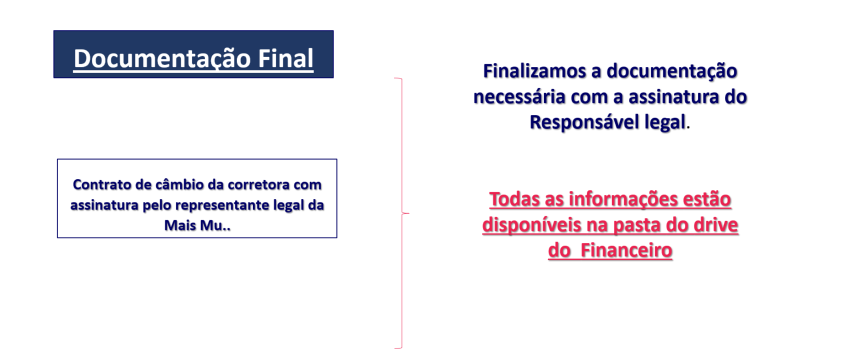 Documentação Final
Contrato de câmbio da corretora com
assinatura pelo representante legal da
Mais Mu..
Finalizamos a documentação
necessária com a assinatura do
Responsável legal.
Todas as informações estão
disponíveis na pasta do drive
do  Financeiro